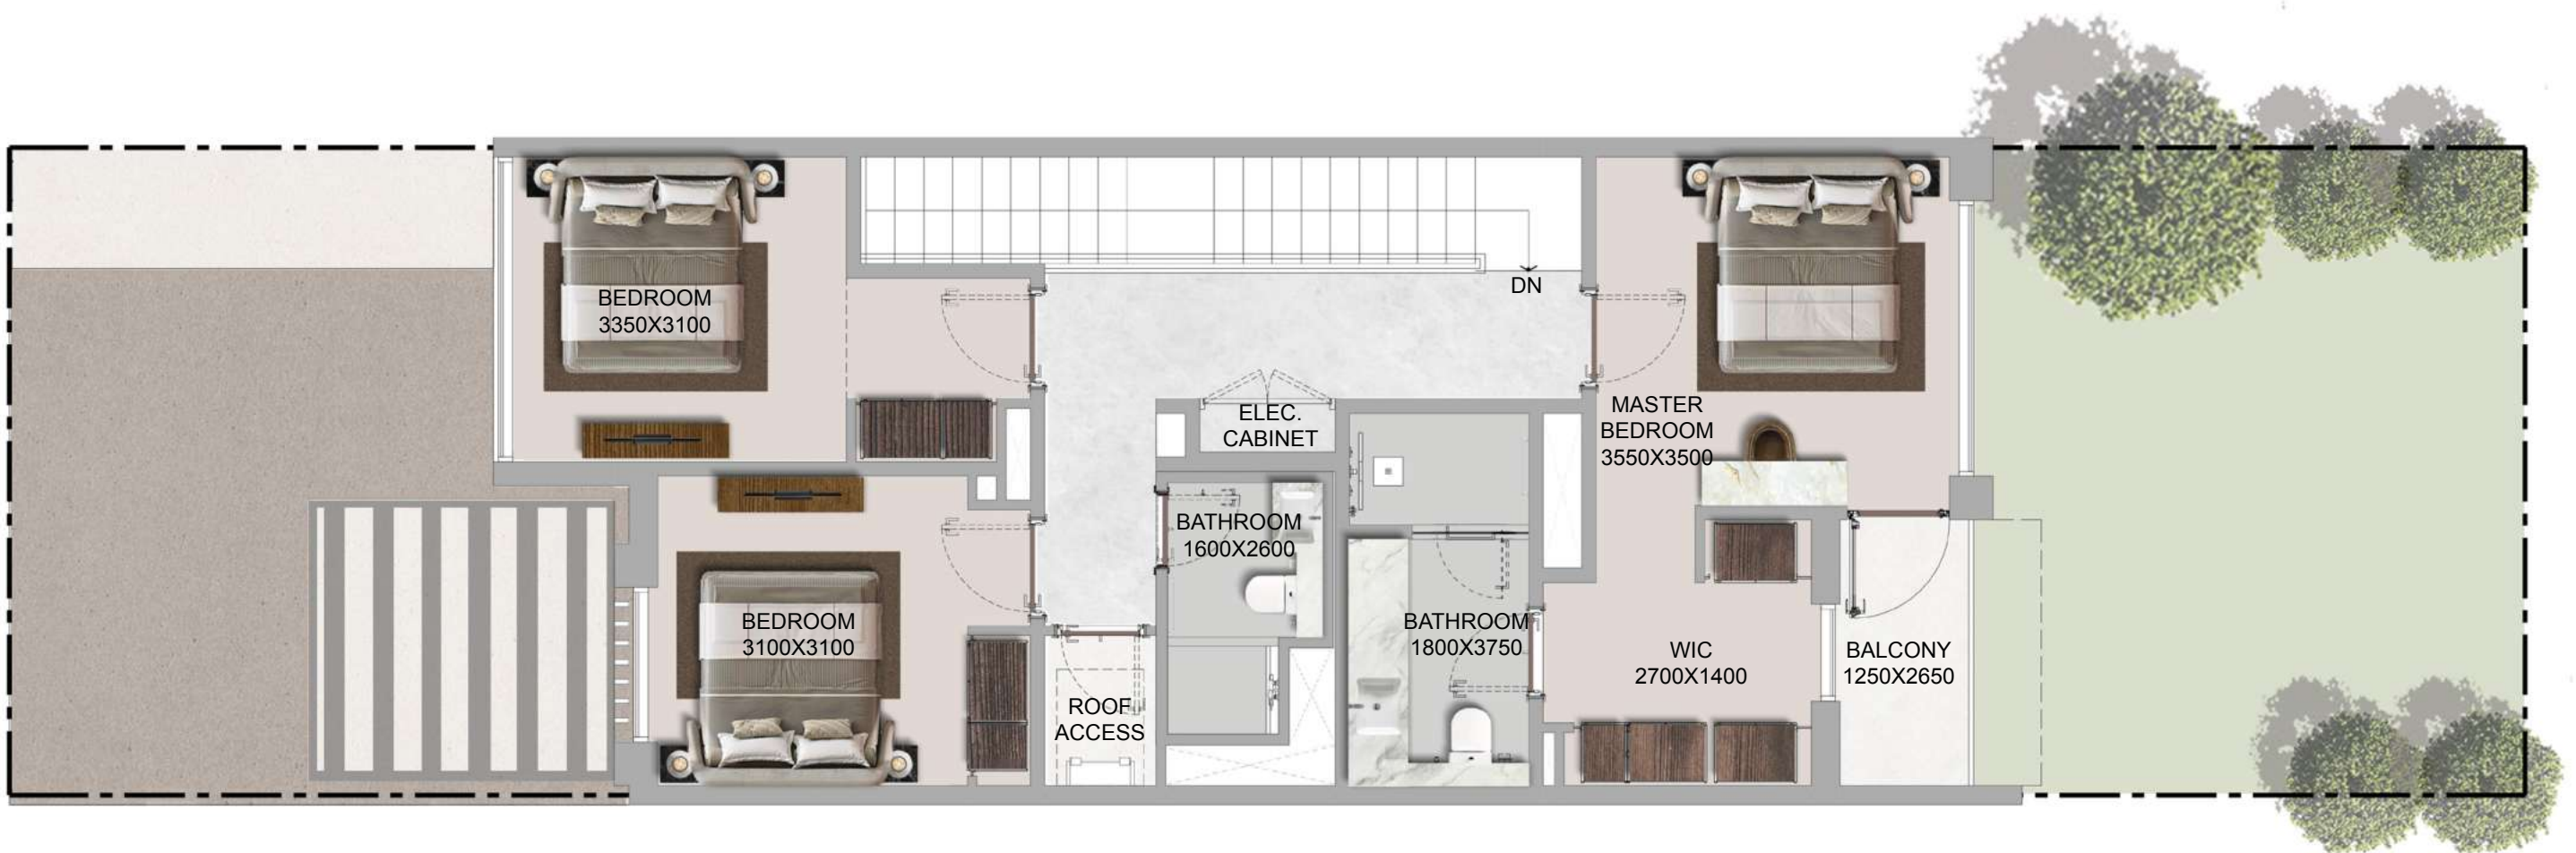 BEDROOM
3350X3100
DN
ELEC.
CABINET
MASTER
BEDROOM
3550X3500
BATHROOM
1600X2600
BEDROOM
3100X3100
BATHROOM
1800X3750
WIC
2700X1400
BALCONY
1250X2650
ROOF
ACCESS